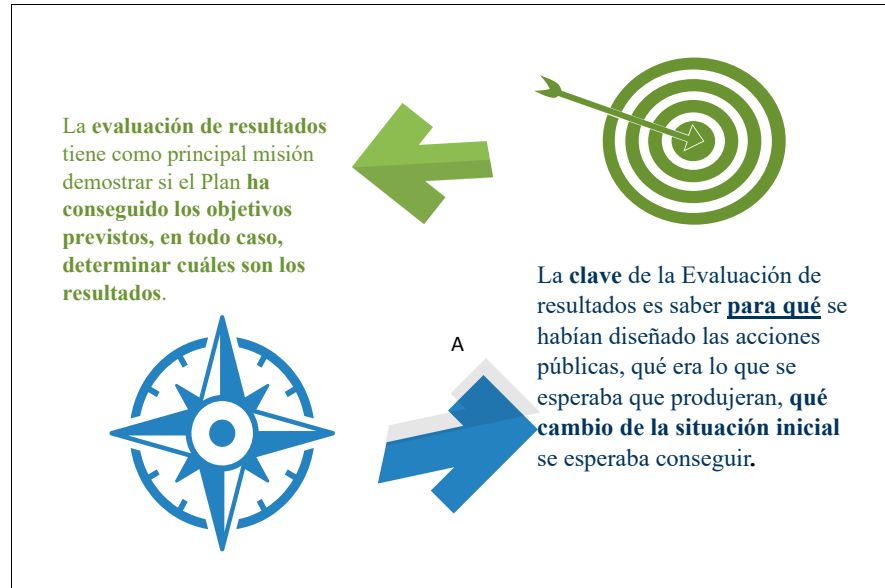 La evaluación de resultados
tiene como principal misión
demostrar si el Plan ha
conseguido los objetivos
previstos, en todo caso,
determinar cuáles son los
resultados.
La clave de la Evaluación de
resultados es saber para qué se
habían diseñado las acciones
públicas, qué era lo que se
esperaba que produjeran, qué
cambio de la situación inicial
se esperaba conseguir.
A